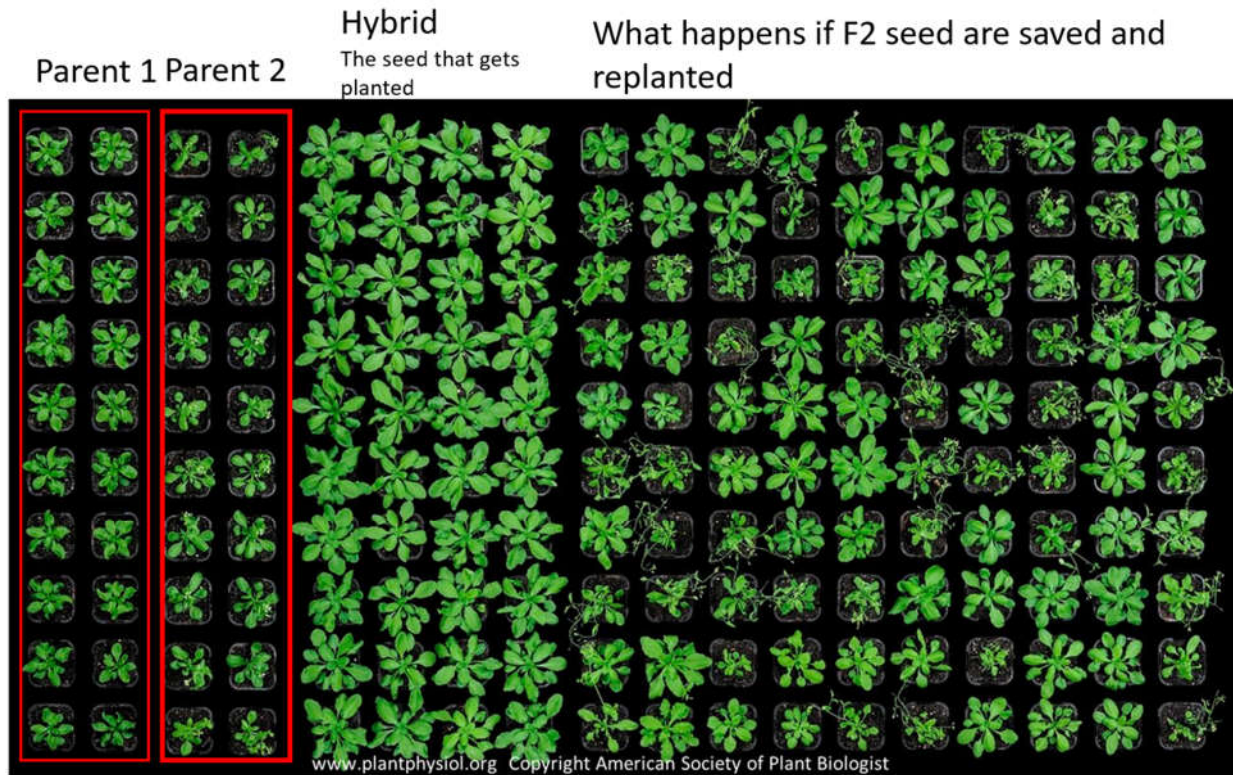 Parent 1
Parent 2
Hybrid
The seed that gets
planted
What happens if F2 seed are saved and
replanted
www.plantphysiol.org Copyright American Society of Plant Biologist